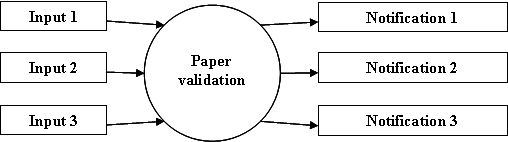 Input 1
Notification 1
Input 2
Paper
validation
Notification 2
Input 3
Notification 3